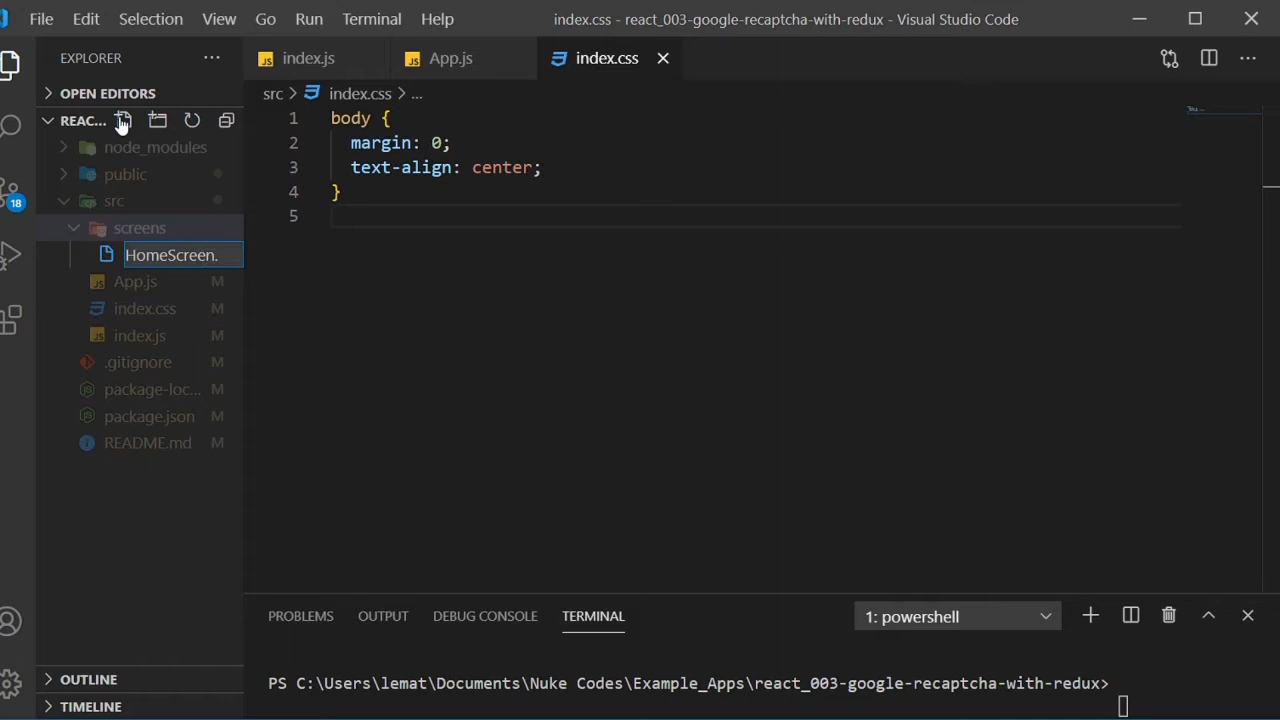 File Edit Selection View Go Run Terminal Help index.css - react_003-google-recaptcha-with-redux - Visual Studio Code
EXPLORER
index.js App.js index.css
OPEN EDITORS
src > index.css > ...
REAC...
node_modules
public
src
screens
HomeScreen.
App.js M
index.css M
index.js M
.gitignore M
package-loc... M
package.json M
README.md M
18
1 body {
2 margin: 0;
3 text-align: center;
4 }
5
PROBLEMS OUTPUT DEBUG CONSOLE TERMINAL 1: powershell
PS C:\Users\lemat\Documents\Nuke Codes\Example_Apps\react_003-google-recaptcha-with-redux>
OUTLINE
TIMELINE